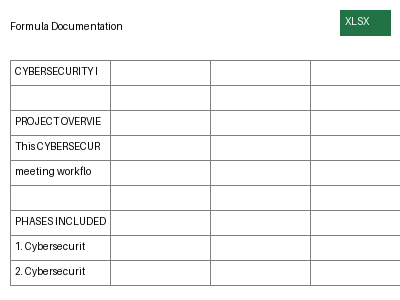 Formula Documentation
XLSX
CYBERSECURITY I
PROJECT OVERVIE
This CYBERSECUR
meeting workflo
PHASES INCLUDED
1. Cybersecurit
2. Cybersecurit